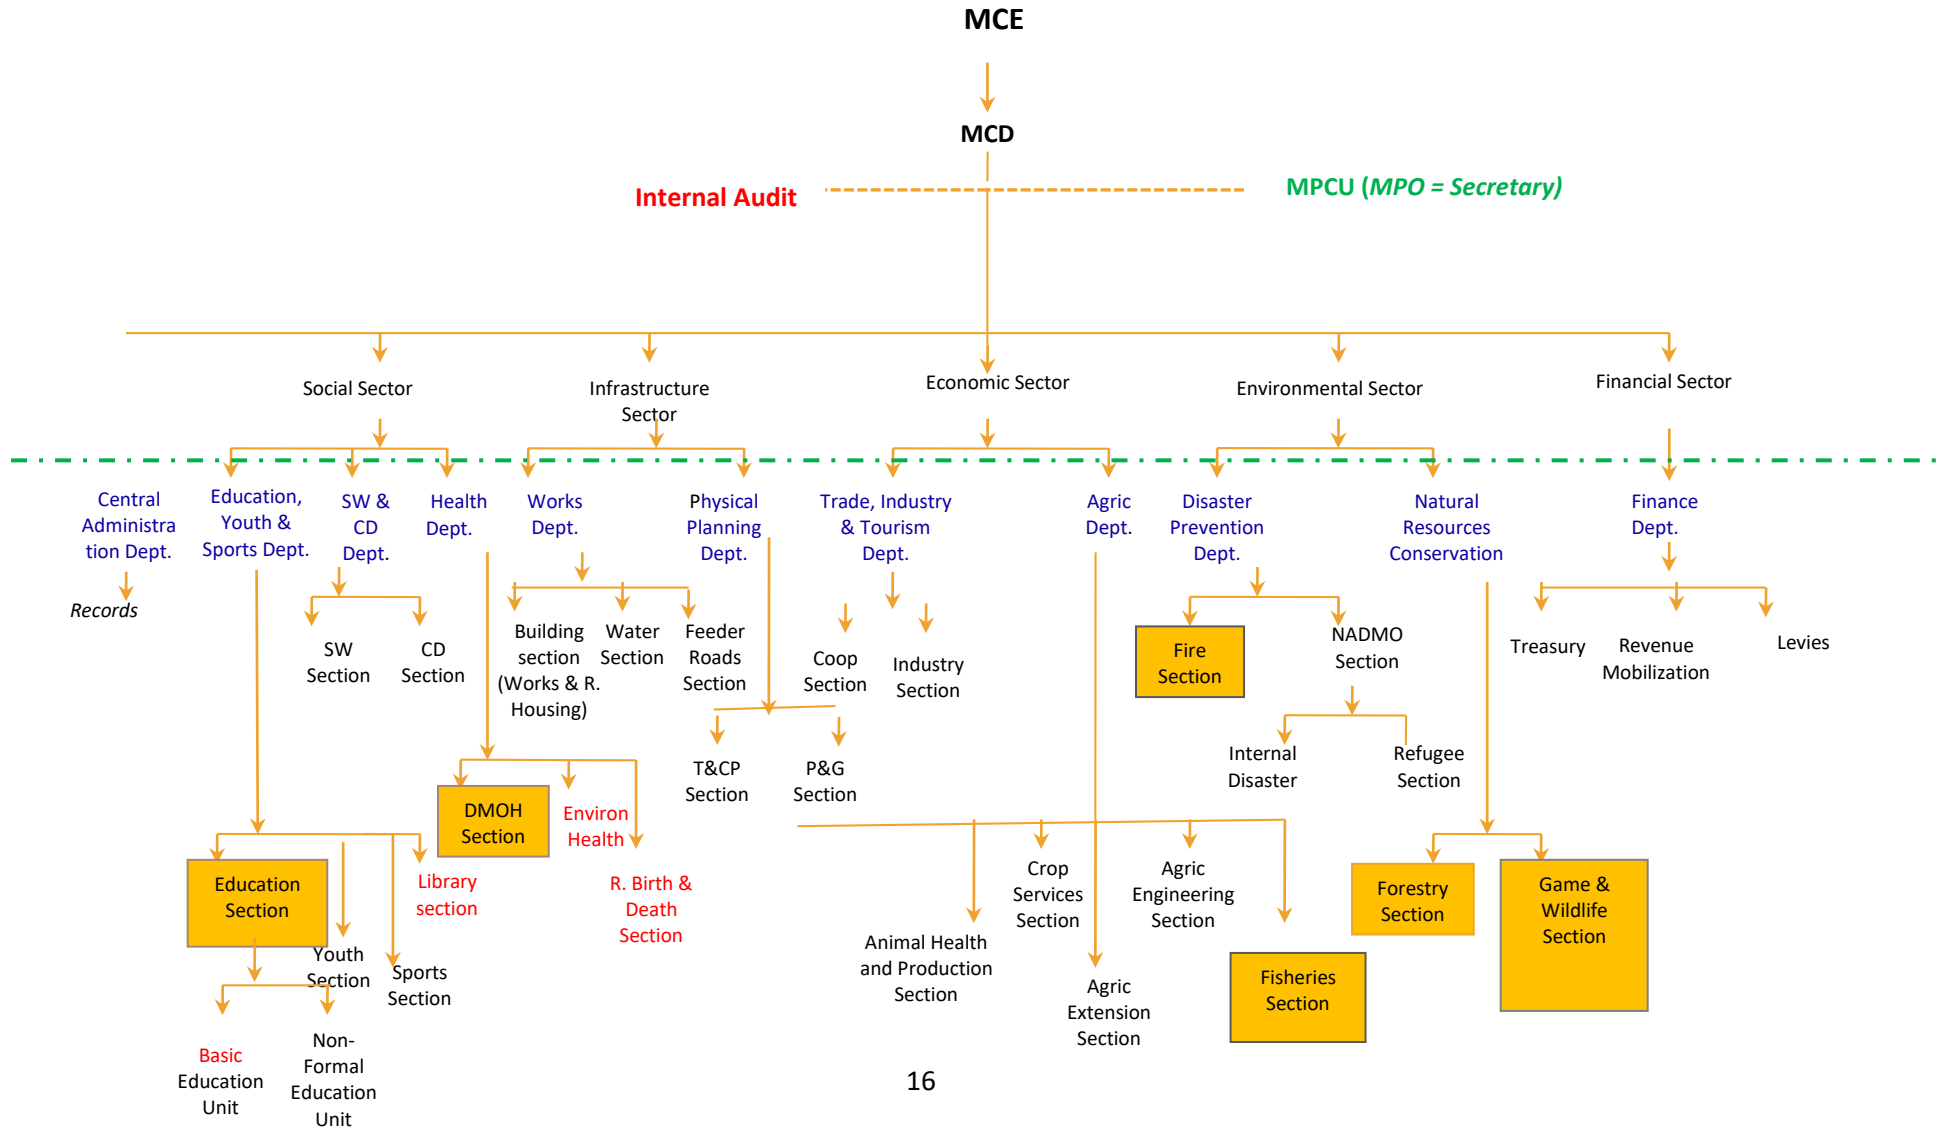 MCE
MCD
Internal Audit
MPCU (MPO = Secretary)
Social Sector
Infrastructure
Sector
Economic Sector
Environmental Sector
Financial Sector
Central
Administra
tion Dept.
Education,
Youth &
Sports Dept.
SW &
CD
Dept.
Health
Dept.
Works
Dept.
Physical
Planning
Dept.
Trade, Industry
& Tourism
Dept.
Agric
Dept.
Disaster
Prevention
Dept.
Natural
Resources
Conservation
Finance
Dept.
Records
SW
Section
CD
Section
Building
section
(Works & R.
Housing)
Water
Section
Feeder
Roads
Section
Coop
Section
Industry
Section
Fire
Section
NADMO
Section
Treasury
Revenue
Mobilization
Levies
T&CP
Section
P&G
Section
Internal
Disaster
Refugee
Section
DMOH
Section
Environ
Health
R. Birth &
Death
Section
Education
Section
Library
section
Youth
Section
Sports
Section
Crop
Services
Section
Agric
Engineering
Section
Animal Health
and Production
Section
Agric
Extension
Section
Fisheries
Section
Forestry
Section
Game &
Wildlife
Section
Basic
Education
Unit
Non-
Formal
Education
Unit
16